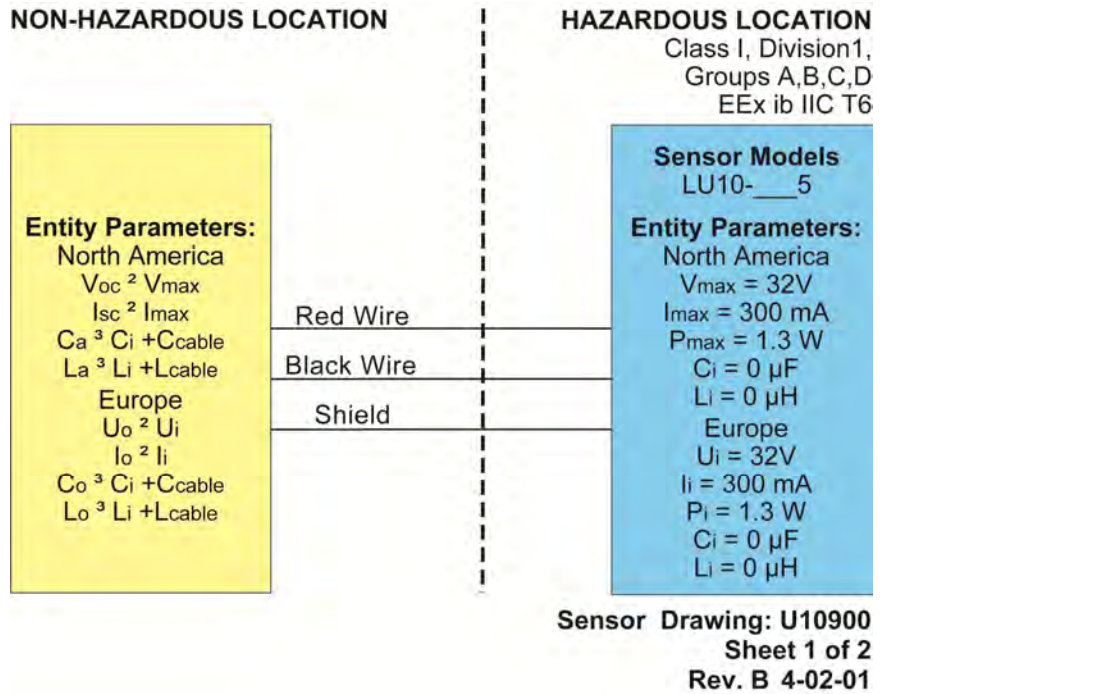 NON-HAZARDOUS LOCATION
HAZARDOUS LOCATION
Class I, Division1,
Groups A,B,C,D
EEx ib IIC T6
Entity Parameters:
North America
Voc ² Vmax
Isc ² Imax
Ca ³ Ci +Ccable
La ³ Li +Lcable
Europe
Uo ² Ui
Io ² Ii
Co ³ Ci +Ccable
Lo ³ Li +Lcable
Red Wire
Black Wire
Shield
Sensor Models
LU10-___5
Entity Parameters:
North America
Vmax = 32V
Imax = 300 mA
Pmax = 1.3 W
Ci = 0 µF
Li = 0 µH
Europe
Ui = 32V
Ii = 300 mA
Pi = 1.3 W
Ci = 0 µF
Li = 0 µH
Sensor Drawing: U10900
Sheet 1 of 2
Rev. B 4-02-01